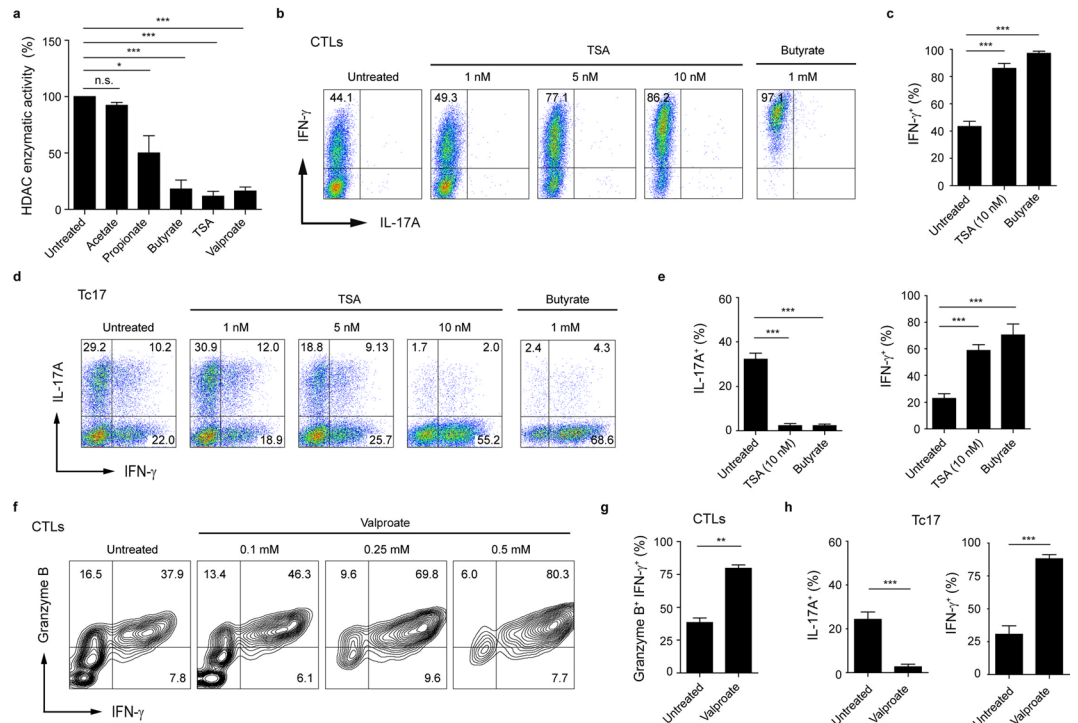 a
HDAC enzymatic activity (%)
***
***
***
*
n.s.
150
100
50
0
Untreated
Acetate
Propionate
Butyrate
TSA
Valproate
b
CTLs
TSA
Butyrate
Untreated
1 nM
5 nM
10 nM
1 mM
44.1
49.3
77.1
86.2
97.1
IFN-γ
IL-17A
c
IFN-γ⁺ (%)
***
***
100
80
60
40
20
0
Untreated
TSA (10 nM)
Butyrate
d
Tc17
TSA
Butyrate
Untreated
1 nM
5 nM
10 nM
1 mM
29.2 10.2
30.9 12.0
18.8 9.13
1.7 2.0
2.4 4.3
22.0
18.9
25.7
55.2
68.6
IL-17A
IFN-γ
e
IL-17A⁺ (%)
***
***
60
40
20
0
Untreated
TSA (10 nM)
Butyrate
IFN-γ⁺ (%)
***
***
100
80
60
40
20
0
Untreated
TSA (10 nM)
Butyrate
f
CTLs
Valproate
Untreated
0.1 mM
0.25 mM
0.5 mM
16.5 37.9
13.4 46.3
9.6 69.8
6.0 80.3
7.8
6.1
9.6
7.7
Granzyme B
IFN-γ
g
CTLs
Granzyme B⁺ IFN-γ⁺ (%)
**
100
75
50
25
0
Untreated
Valproate
h
Tc17
IL-17A⁺ (%)
***
60
40
20
0
Untreated
Valproate
IFN-γ⁺ (%)
***
90
60
30
0
Untreated
Valproate